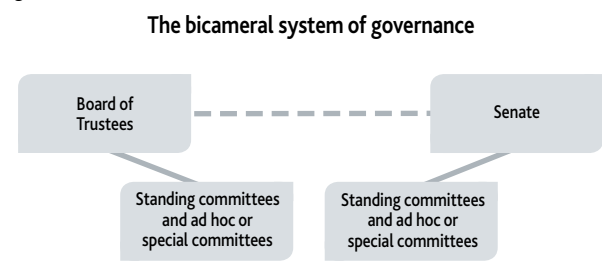 The bicameral system of governance
Board of
Trustees
Senate
Standing committees
and ad hoc or
special committees
Standing committees
and ad hoc or
special committees